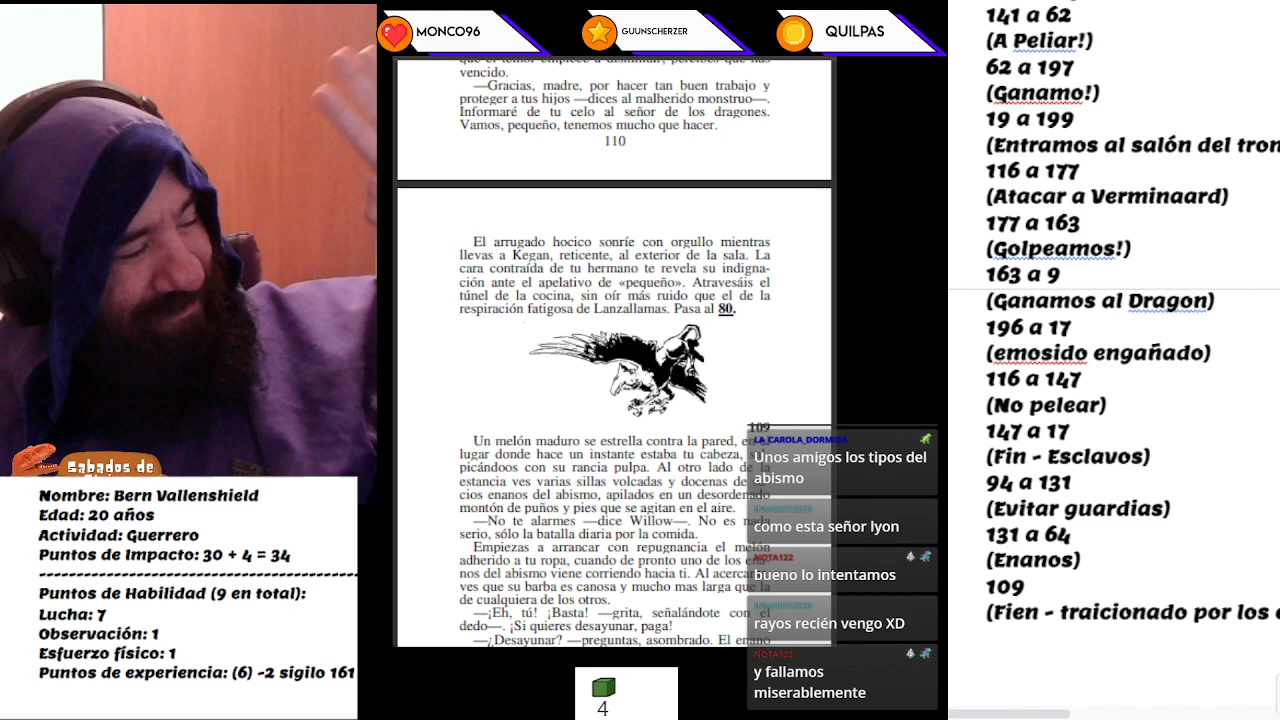 MONCO96
GUUNSCHERZER
QUILPAS
vencido.
—Gracias, madre, por hacer tan buen trabajo y
proteger a tus hijos —dices al malherido monstruo—.
Informaré de tu celo al señor de los dragones.
Vamos, pequeño, tenemos mucho que hacer.
110
El arrugado hocico sonríe con orgullo mientras
llevas a Kegan, reticente, al exterior de la sala. La
cara contraída de tu hermano te revela su indigna-
ción ante el apelativo de «pequeño». Atravesáis el
túnel de la cocina, sin oír más ruido que el de la
respiración fatigosa de Lanzallamas. Pasa al 80.
109
Un melón maduro se estrella contra la pared, en
lugar donde hace un instante estaba tu cabeza,
picándoos con su rancia pulpa. Al otro lado de
estancia ves varias sillas volcadas y docenas de
cios enanos del abismo, apilados en un desordenado
montón de puños y pies que se agitan en el aire.
—No te alarmes —dice Willow—. No es nada
serio, sólo la batalla diaria por la comida.
Empiezas a arrancar con repugnancia el melón
adherido a tu ropa, cuando de pronto uno de los
nos del abismo viene corriendo hacia ti. Al acercar
ves que su barba es canosa y mucho mas larga que la
de cualquiera de los otros.
—¡Eh, tú! ¡Basta! —grita, señalándote con el
dedo—. ¡Si quieres desayunar, paga!
—¿Desayunar? —preguntas, asombrado. El enano
LA_CAROLA_DORMIDA
Unos amigos los tipos del
abismo
como esta señor lyon
NOTA122
bueno lo intentamos
rayos recién vengo XD
NOTA122
y fallamos
miserablemente
4
Sabados de
Nombre: Bern Vallenshield
Edad: 20 años
Actividad: Guerrero
Puntos de Impacto: 30 + 4 = 34
Puntos de Habilidad (9 en total):
Lucha: 7
Observación: 1
Esfuerzo físico: 1
Puntos de experiencia: (6) -2 sigilo 161
141 a 62
(A Peliar!)
62 a 197
(Ganamo!)
19 a 199
(Entramos al salón del tron
116 a 177
(Atacar a Verminaard)
177 a 163
(Golpeamos!)
163 a 9
(Ganamos al Dragon)
196 a 17
(emosido engañado)
116 a 147
(No pelear)
147 a 17
(Fin - Esclavos)
94 a 131
(Evitar guardias)
131 a 64
(Enanos)
109
(Fien - traicionado por los